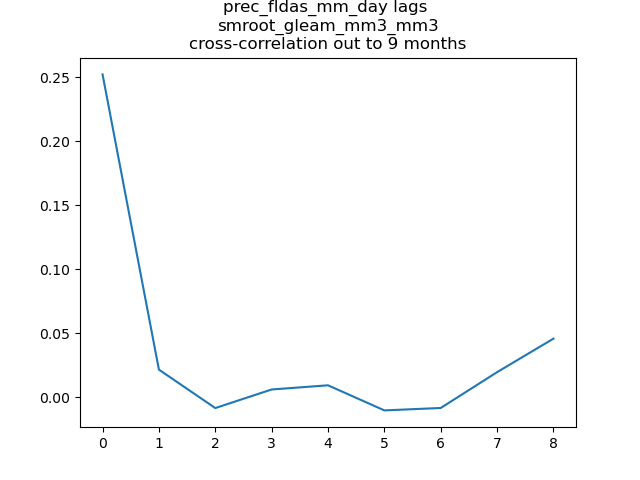 prec_fldas_mm_day lags
smroot_gleam_mm3_mm3
cross-correlation out to 9 months
0.25
0.20
0.15
0.10
0.05
0.00
0 1 2 3 4 5 6 7 8